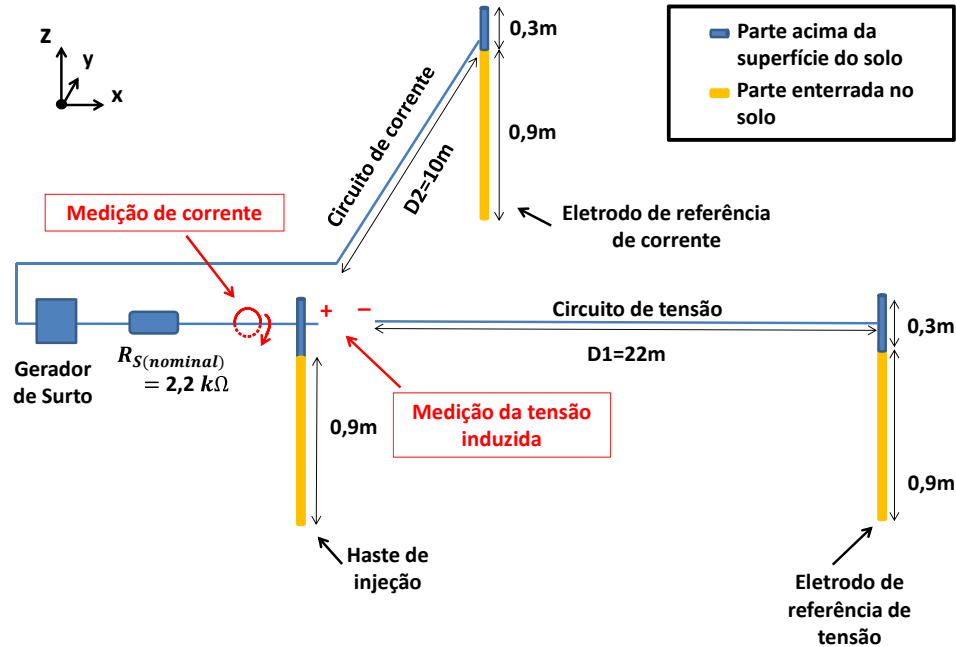 z
y
x
0,3m
Parte acima da
superfície do solo
Parte enterrada no
solo
Circuito de corrente
D2=10m
0,9m
Medição de corrente
Eletrodo de referência
de corrente
+
−
Circuito de tensão
D1=22m
0,3m
Gerador
de Surto
R_S(nominal)
= 2,2 kΩ
Medição da tensão
induzida
0,9m
0,9m
Haste de
injeção
Eletrodo de
referência de
tensão